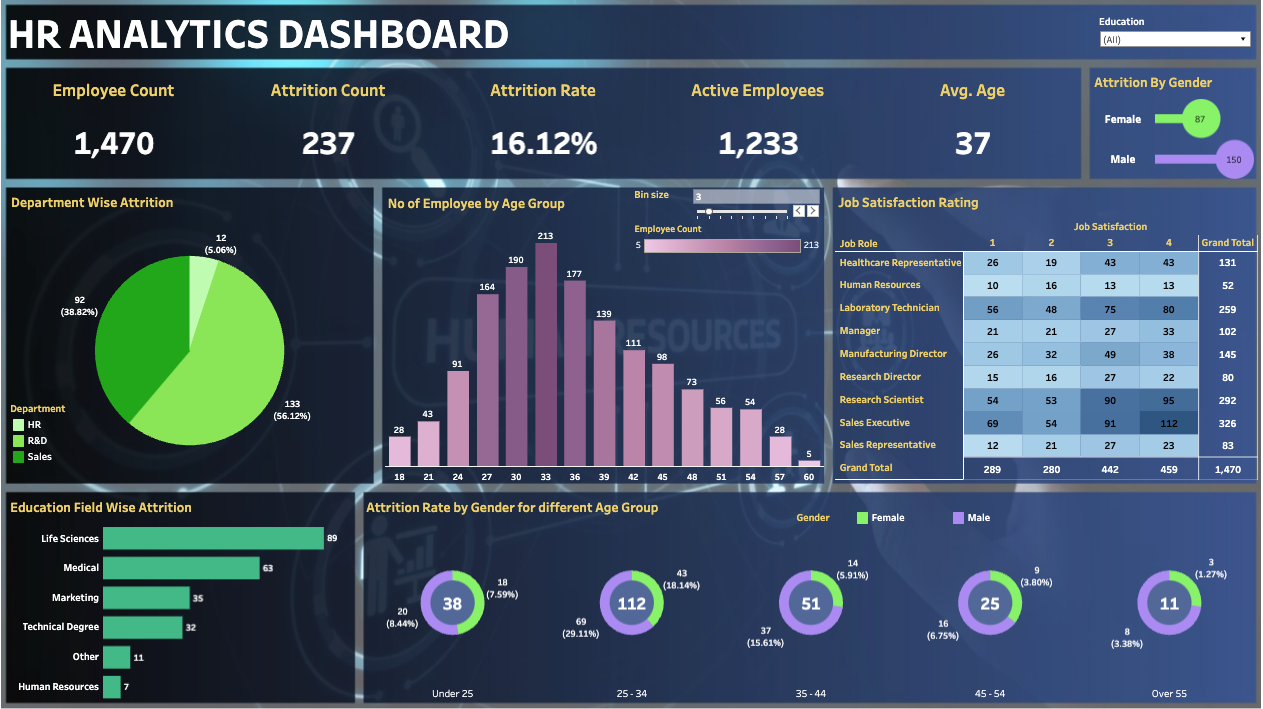 HR ANALYTICS DASHBOARD
Education
(All)
Employee Count
Attrition Count
Attrition Rate
Active Employees
Avg. Age
1,470
237
16.12%
1,233
37
Attrition By Gender
Female
87
Male
150
Department Wise Attrition
12
(5.06%)
92
(38.82%)
133
(56.12%)
Department
HR
R&D
Sales
No of Employee by Age Group
Bin size
3
Employee Count
5
213
28
43
91
164
190
213
177
139
111
98
73
56
54
28
5
18
21
24
27
30
33
36
39
42
45
48
51
54
57
60
HUMAN RESOURCES
Job Satisfaction Rating
Job Satisfaction
Job Role 1 2 3 4 Grand Total
Healthcare Representative 26 19 43 43 131
Human Resources 10 16 13 13 52
Laboratory Technician 56 48 75 80 259
Manager 21 21 27 33 102
Manufacturing Director 26 32 49 38 145
Research Director 15 16 27 22 80
Research Scientist 54 53 90 95 292
Sales Executive 69 54 91 112 326
Sales Representative 12 21 27 23 83
Grand Total 289 280 442 459 1,470
Education Field Wise Attrition
Life Sciences 89
Medical 63
Marketing 35
Technical Degree 32
Other 11
Human Resources 7
Attrition Rate by Gender for different Age Group
Gender
Female
Male
18
(7.59%)
38
20
(8.44%)
Under 25
43
(18.14%)
112
69
(29.11%)
25 - 34
14
(5.91%)
51
37
(15.61%)
35 - 44
9
(3.80%)
25
16
(6.75%)
45 - 54
3
(1.27%)
11
8
(3.38%)
Over 55